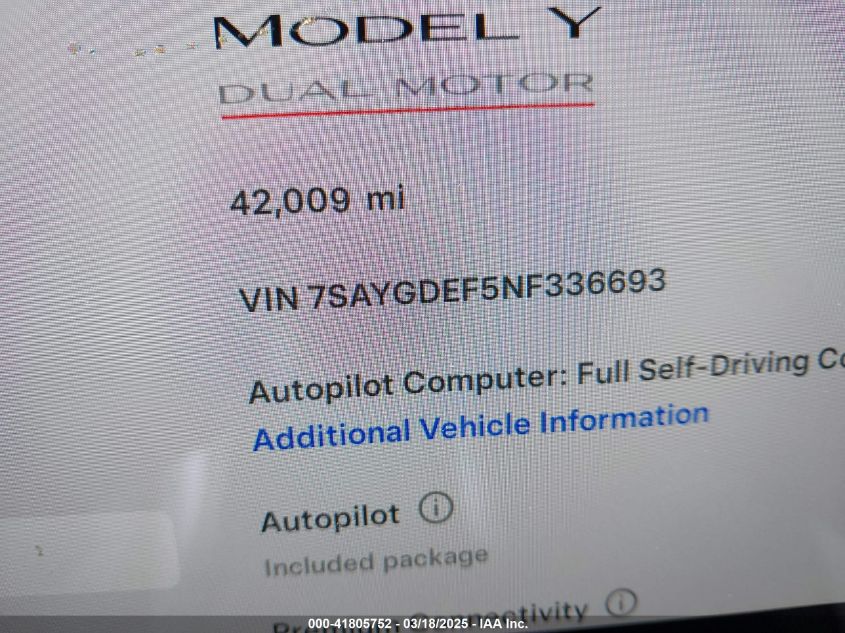 MODEL Y
DUAL MOTOR
42,009 mi
VIN 7SAYGDEF5NF336693
Autopilot Computer: Full Self-Driving
Additional Vehicle Information
Autopilot
Included package
000-41805752 - 03/18/2025 - IAA Inc.